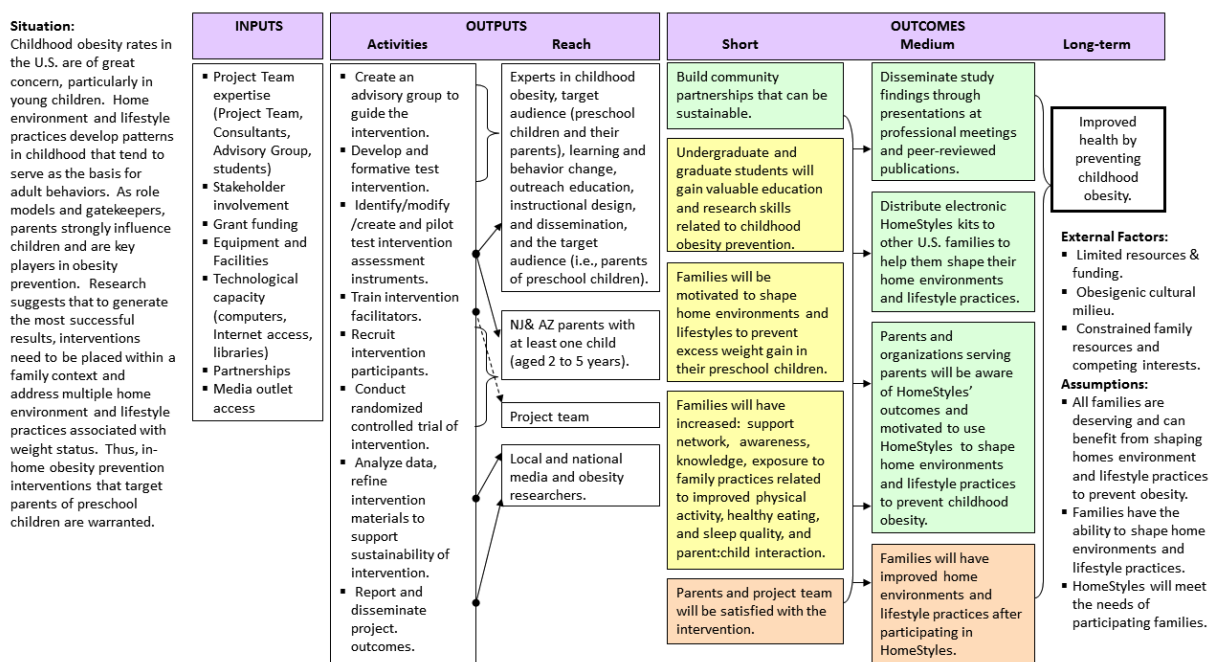 Situation:
Childhood obesity rates in
the U.S. are of great
concern, particularly in
young children.  Home
environment and lifestyle
practices develop patterns
in childhood that tend to
serve as the basis for
adult behaviors. As role
models and gatekeepers,
parents strongly influence
children and are key
players in obesity
prevention.  Research
suggests that to generate
the most successful
results, interventions
need to be placed within a
family context and
address multiple home
environment and lifestyle
practices associated with
weight status. Thus, in-
home obesity prevention
interventions that target
parents of preschool
children are warranted.
INPUTS
▪ Project Team
expertise
(Project Team,
Consultants,
Advisory Group,
students)
▪ Stakeholder
involvement
▪ Grant funding
▪ Equipment and
Facilities
▪ Technological
capacity
(computers,
Internet access,
libraries)
▪ Partnerships
▪ Media outlet
access
OUTPUTS
Activities
Reach
▪ Create an
advisory group to
guide the
intervention.
▪ Develop and
formative test
intervention.
▪ Identify/modify
/create and pilot
test intervention
assessment
instruments.
▪ Train intervention
facilitators.
▪ Recruit
intervention
participants.
▪ Conduct
randomized
controlled trial of
intervention.
▪ Analyze data,
refine
intervention
materials to
support
sustainability of
intervention.
▪ Report and
disseminate
project.
outcomes.
Experts in childhood
obesity, target
audience (preschool
children and their
parents), learning and
behavior change,
outreach education,
instructional design,
and dissemination,
and the target
audience (i.e., parents
of preschool children).
NJ& AZ parents with
at least one child
(aged 2 to 5 years).
Project team
Local and national
media and obesity
researchers.
OUTCOMES
Short
Medium
Long-term
Build community
partnerships that can be
sustainable.
Undergraduate and
graduate students will
gain valuable education
and research skills
related to childhood
obesity prevention.
Families will be
motivated to shape
home environments and
lifestyles to prevent
excess weight gain in
their preschool children.
Families will have
increased: support
network, awareness,
knowledge, exposure to
family practices related
to improved physical
activity, healthy eating,
and sleep quality, and
parent:child interaction.
Parents and project team
will be satisfied with the
intervention.
Disseminate study
findings through
presentations at
professional meetings
and peer-reviewed
publications.
Distribute electronic
HomeStyles kits to
other U.S. families to
help them shape their
home environments and
lifestyle practices.
Parents and
organizations serving
parents will be aware
of HomeStyles’
outcomes and
motivated to use
HomeStyles to shape
home environments
and lifestyle practices
to prevent childhood
obesity.
Families will have
improved home
environments and
lifestyle practices after
participating in
HomeStyles.
Improved
health by
preventing
childhood
obesity.
External Factors:
▪ Limited resources &
funding.
▪ Obesigenic cultural
milieu.
▪ Constrained family
resources and
competing interests.
Assumptions:
▪ All families are
deserving and can
benefit from shaping
homes environment
and lifestyle practices
to prevent obesity.
▪ Families have the
ability to shape home
environments and
lifestyle practices.
▪ HomeStyles will meet
the needs of
participating families.